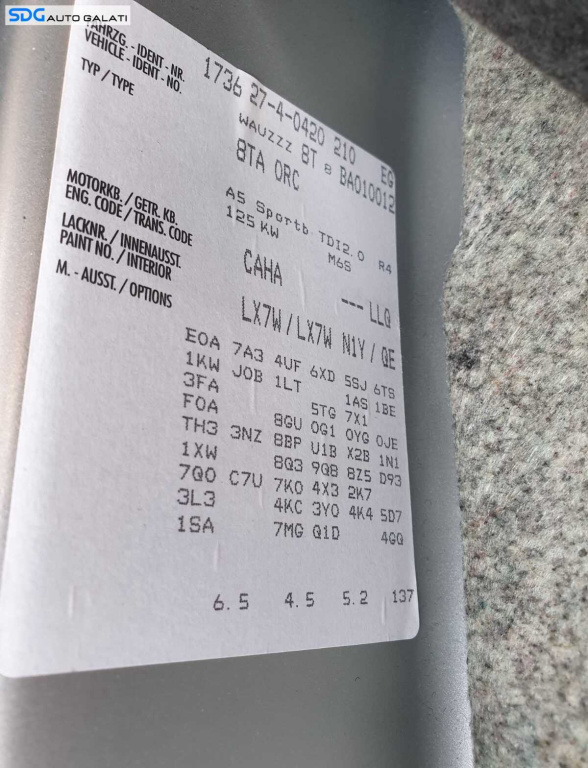 SDG AUTO GALATI
1736 27-4-0420 210 EG
FAHRZG. - IDENT - NR.
VEHICLE - IDENT - NO.
WAUZZZ 8T 8 BA010012
TYP / TYPE
8TA 0RC
A5 Sportb TDI2.0 R4
125 KW M6S
MOTORKB. / GETR. KB.
ENG. CODE / TRANS. CODE
CAHA --- LLQ
LACKNR. / INNENAUSST.
PAINT NO. / INTERIOR
LX7W / LX7W N1Y / QE
M. - AUSST. / OPTIONS
E0A 7A3 4UF 6XD 5SJ 6TS
1KW J0B 1LT 1AS 1BE
3FA 5TG 7X1
F0A 8GU 0G1 0YG 0JE
TH3 3NZ 8BP U1B X2B 1N1
1XW 8Q3 9Q8 8Z5 D93
7Q0 C7U 7K0 4X3 2K7
3L3 4KC 3Y0 4K4 5D7
1SA 7MG Q1D 4GQ
6.5 4.5 5.2 137